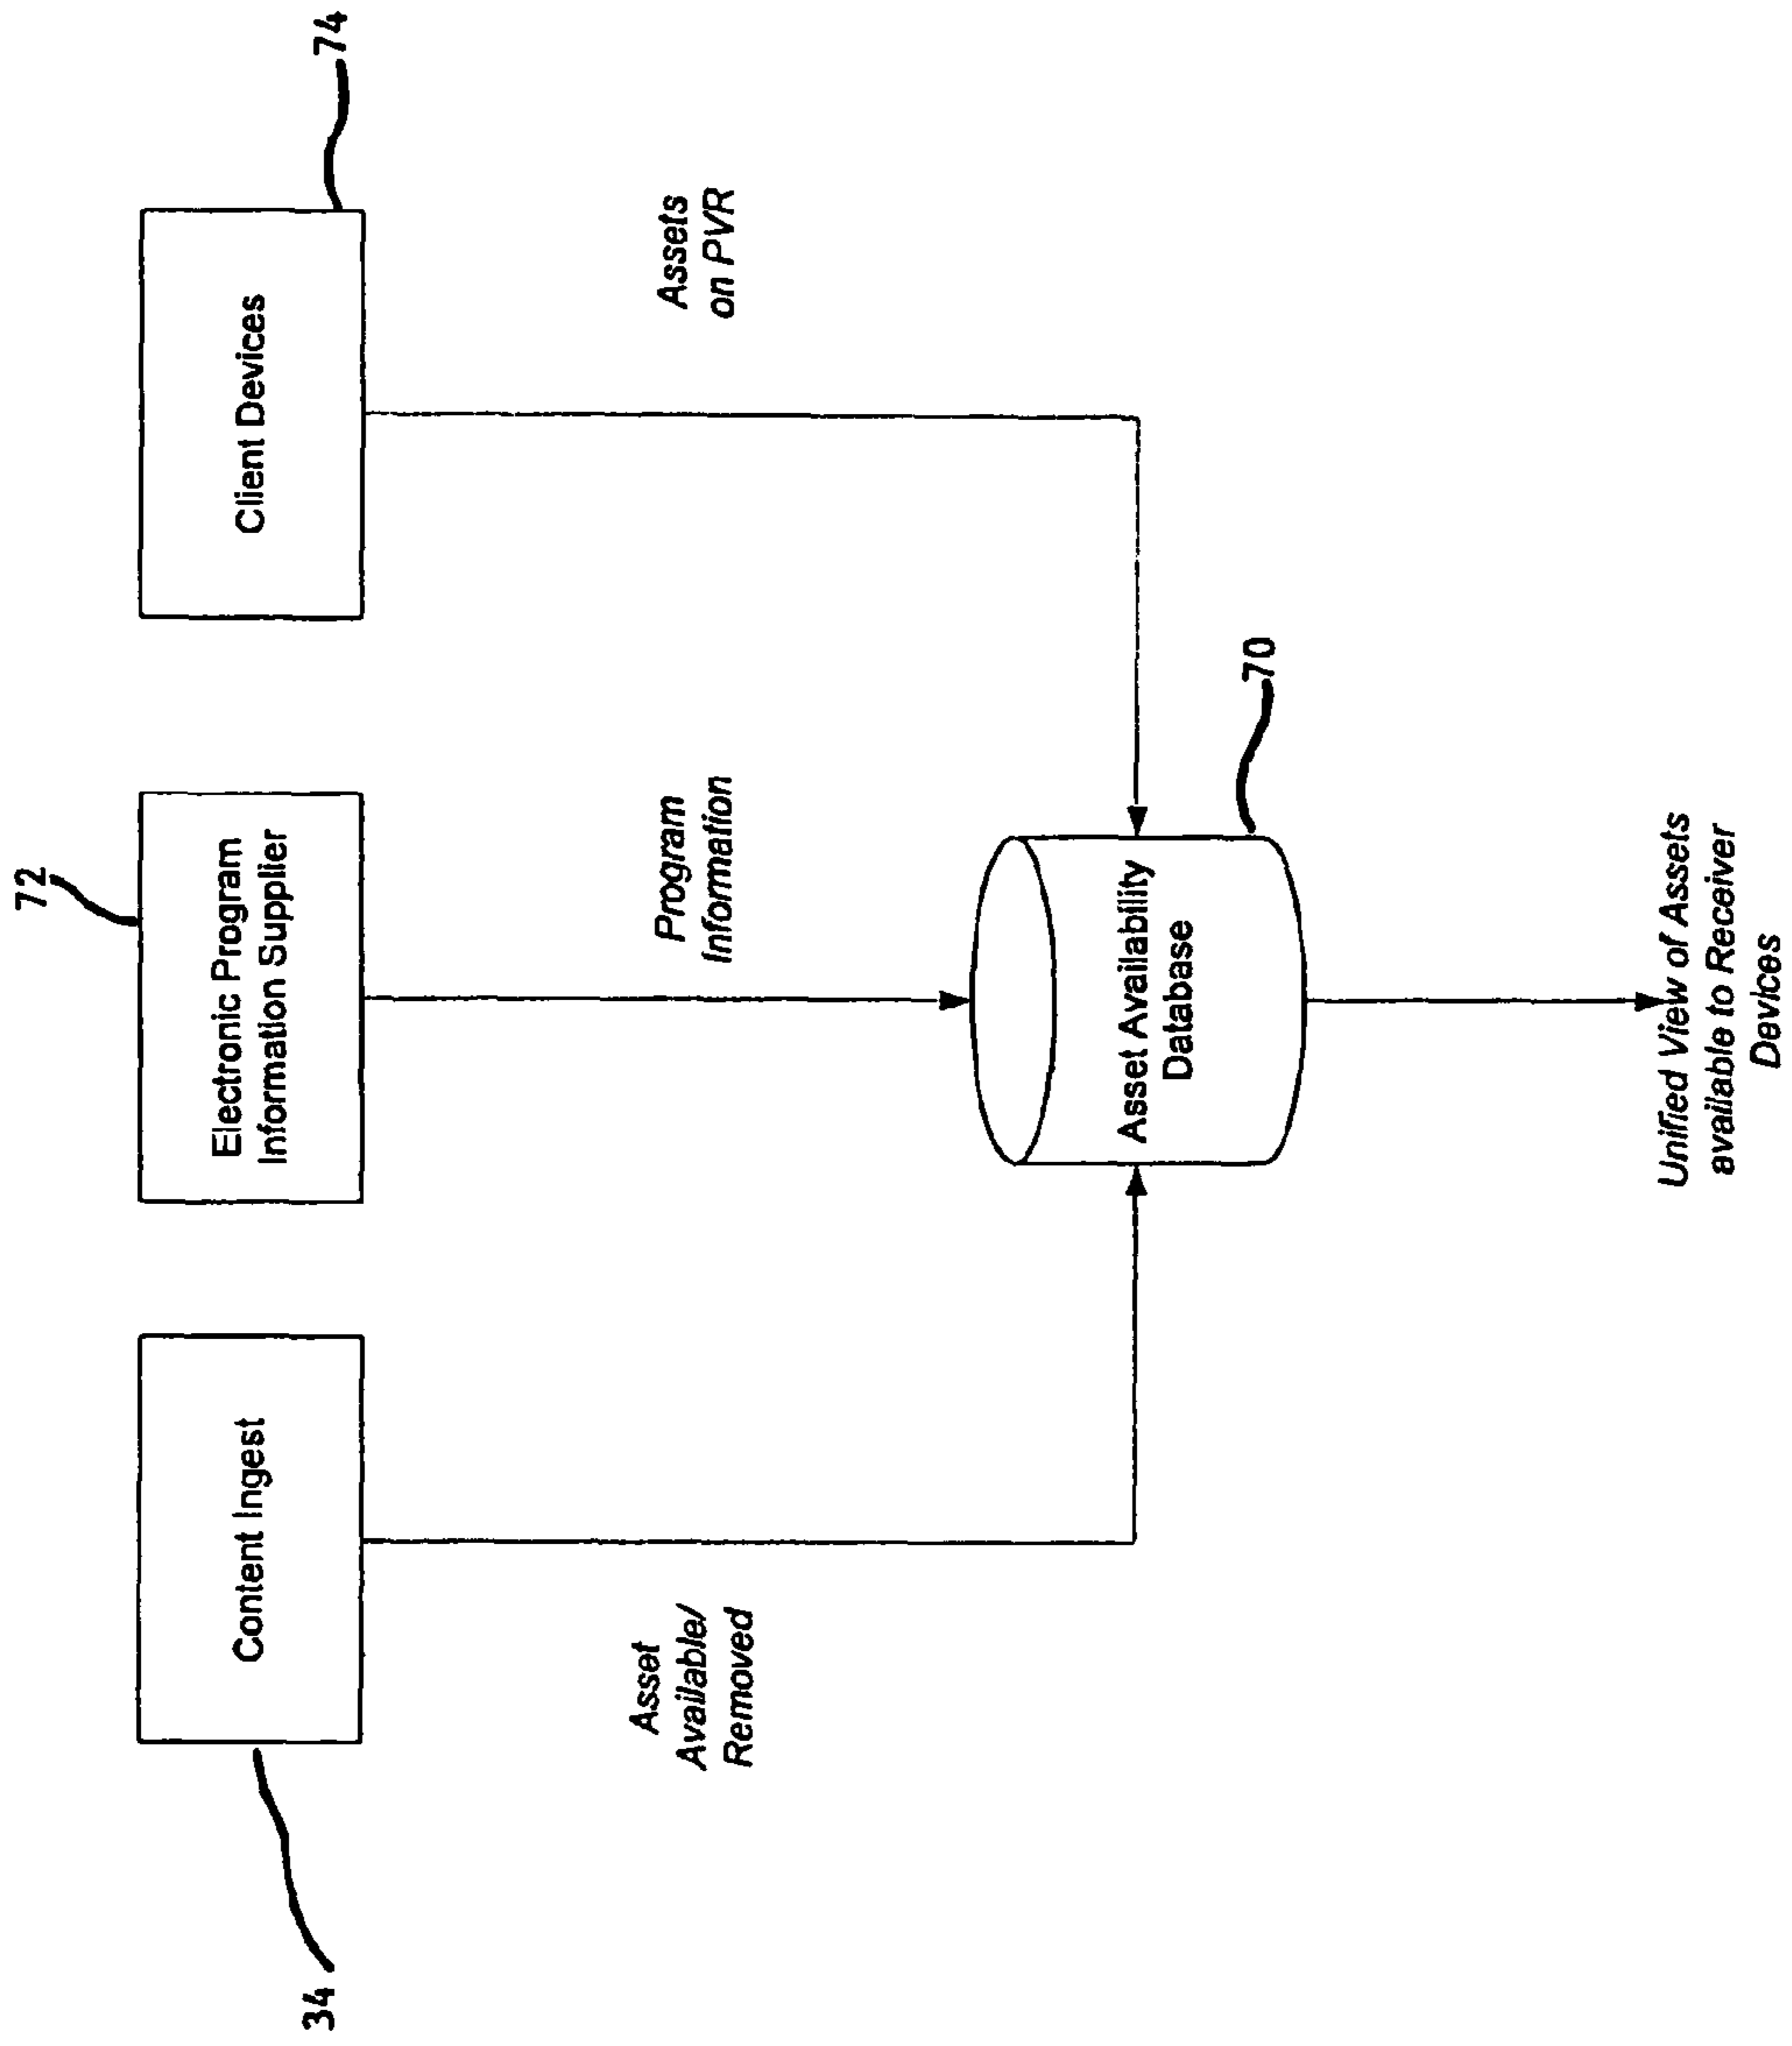 72
74
34
Content Ingest
Electronic Program
Information Supplier
Client Devices
Asset
Available/
Removed
Program
Information
Assets
on PVR
Asset Availability
Database
70
Unified View of Assets
available to Receiver
Devices